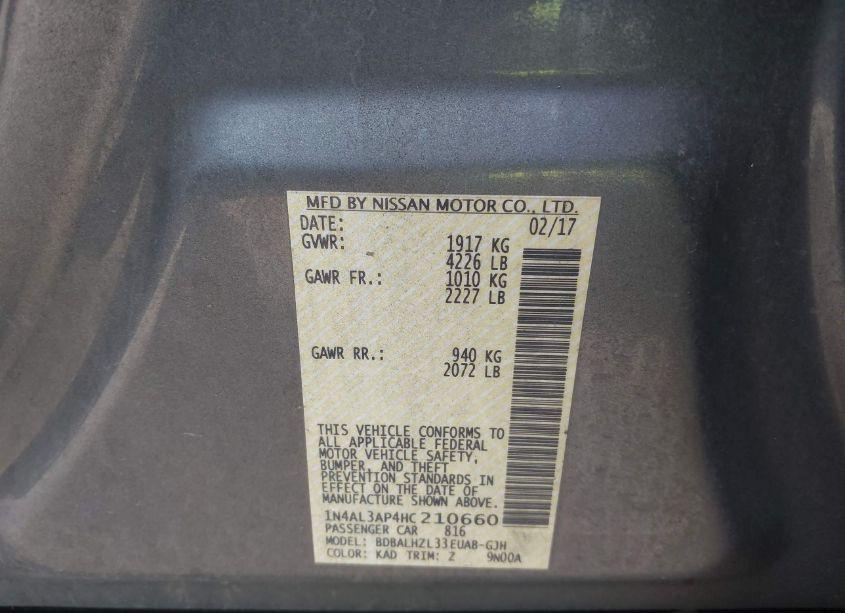 MFD BY NISSAN MOTOR CO., LTD.
DATE: 02/17
GVWR: 1917 KG
4226 LB
GAWR FR.: 1010 KG
2227 LB
GAWR RR.: 940 KG
2072 LB
THIS VEHICLE CONFORMS TO
ALL APPLICABLE FEDERAL
MOTOR VEHICLE SAFETY,
BUMPER, AND THEFT
PREVENTION STANDARDS IN
EFFECT ON THE DATE OF
MANUFACTURE SHOWN ABOVE.
1N4AL3AP4HC 210660
PASSENGER CAR 816
MODEL: BDBALHZL33EUAB-GJH
COLOR: KAD TRIM: Z 9N00A